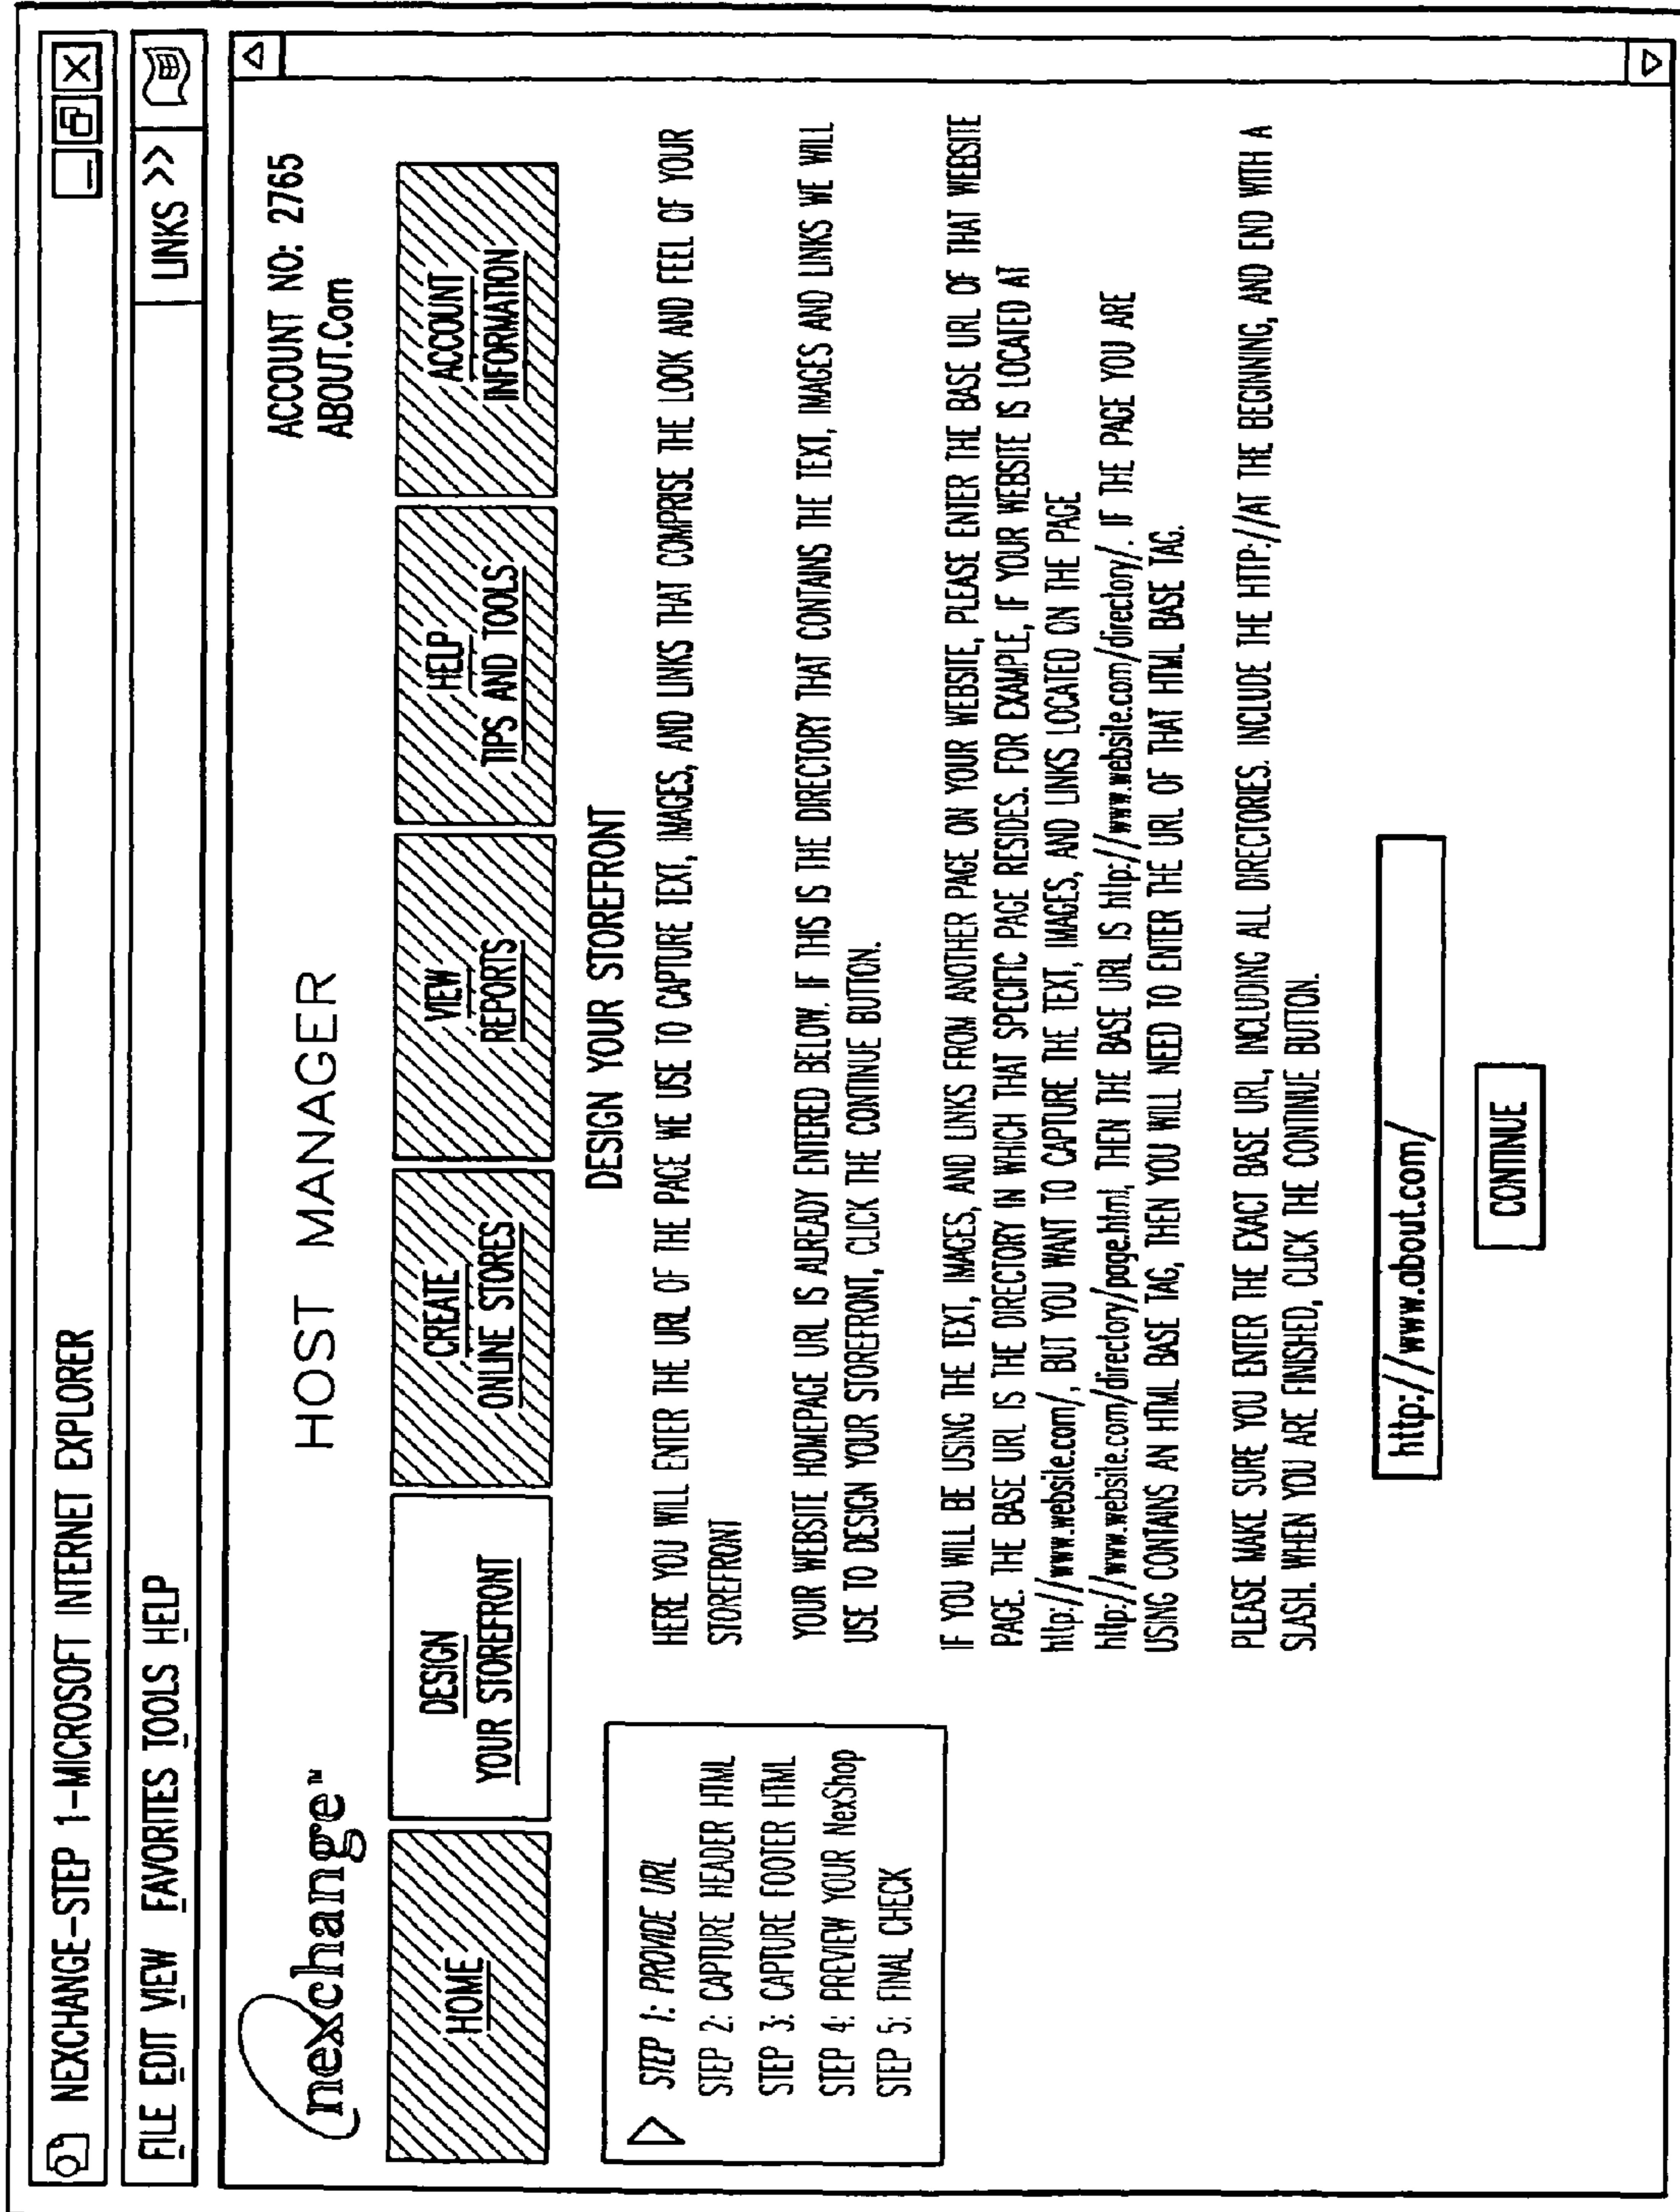 NEXCHANGE-STEP 1-MICROSOFT INTERNET EXPLORER
FILE EDIT VIEW FAVORITES TOOLS HELP
LINKS >>
nexchange™
HOST MANAGER
ACCOUNT NO: 2765
ABOUT.Com
HOME
DESIGN
YOUR STOREFRONT
CREATE
ONLINE STORES
VIEW
REPORTS
HELP
TIPS AND TOOLS
ACCOUNT
INFORMATION
STEP 1: PROVIDE URL
STEP 2: CAPTURE HEADER HTML
STEP 3: CAPTURE FOOTER HTML
STEP 4: PREVIEW YOUR NexShop
STEP 5: FINAL CHECK
DESIGN YOUR STOREFRONT
HERE YOU WILL ENTER THE URL OF THE PAGE WE USE TO CAPTURE TEXT, IMAGES, AND LINKS THAT COMPRISE THE LOOK AND FEEL OF YOUR
STOREFRONT
YOUR WEBSITE HOMEPAGE URL IS ALREADY ENTERED BELOW. IF THIS IS THE DIRECTORY THAT CONTAINS THE TEXT, IMAGES AND LINKS WE WILL
USE TO DESIGN YOUR STOREFRONT, CLICK THE CONTINUE BUTTON.
IF YOU WILL BE USING THE TEXT, IMAGES, AND LINKS FROM ANOTHER PAGE ON YOUR WEBSITE, PLEASE ENTER THE BASE URL OF THAT WEBSITE
PAGE. THE BASE URL IS THE DIRECTORY IN WHICH THAT SPECIFIC PAGE RESIDES. FOR EXAMPLE, IF YOUR WEBSITE IS LOCATED AT
http://www.website.com/, BUT YOU WANT TO CAPTURE THE TEXT, IMAGES, AND LINKS LOCATED ON THE PAGE
http://www.website.com/directory/page.html, THEN THE BASE URL IS http://www.website.com/directory/. IF THE PAGE YOU ARE
USING CONTAINS AN HTML BASE TAG, THEN YOU WILL NEED TO ENTER THE URL OF THAT HTML BASE TAG.
PLEASE MAKE SURE YOU ENTER THE EXACT BASE URL, INCLUDING ALL DIRECTORIES. INCLUDE THE HTTP://AT THE BEGINNING, AND END WITH A
SLASH. WHEN YOU ARE FINISHED, CLICK THE CONTINUE BUTTON.
http://www.about.com/
CONTINUE